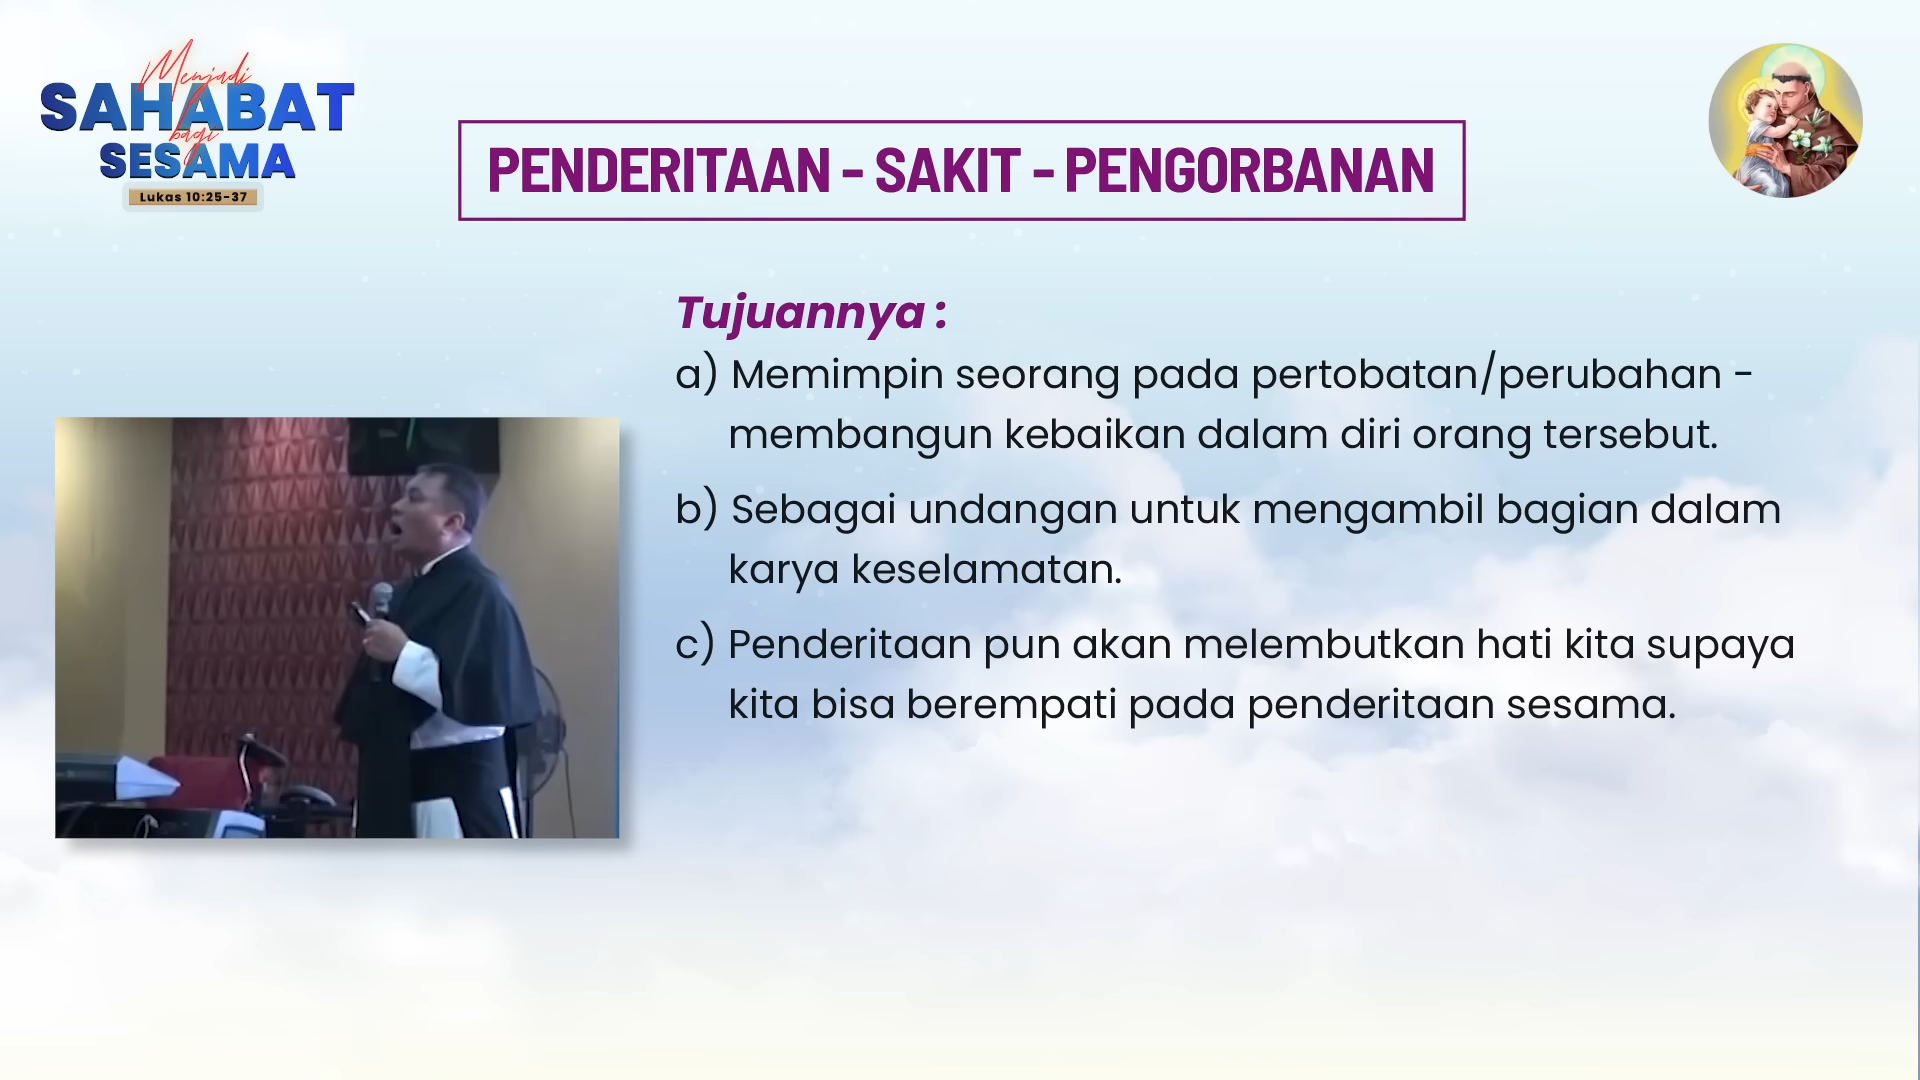 Menjadi
SAHABAT
bagi
SESAMA
Lukas 10:25-37
PENDERITAAN - SAKIT - PENGORBANAN
Tujuannya :
a) Memimpin seorang pada pertobatan/perubahan -
membangun kebaikan dalam diri orang tersebut.
b) Sebagai undangan untuk mengambil bagian dalam
karya keselamatan.
c) Penderitaan pun akan melembutkan hati kita supaya
kita bisa berempati pada penderitaan sesama.